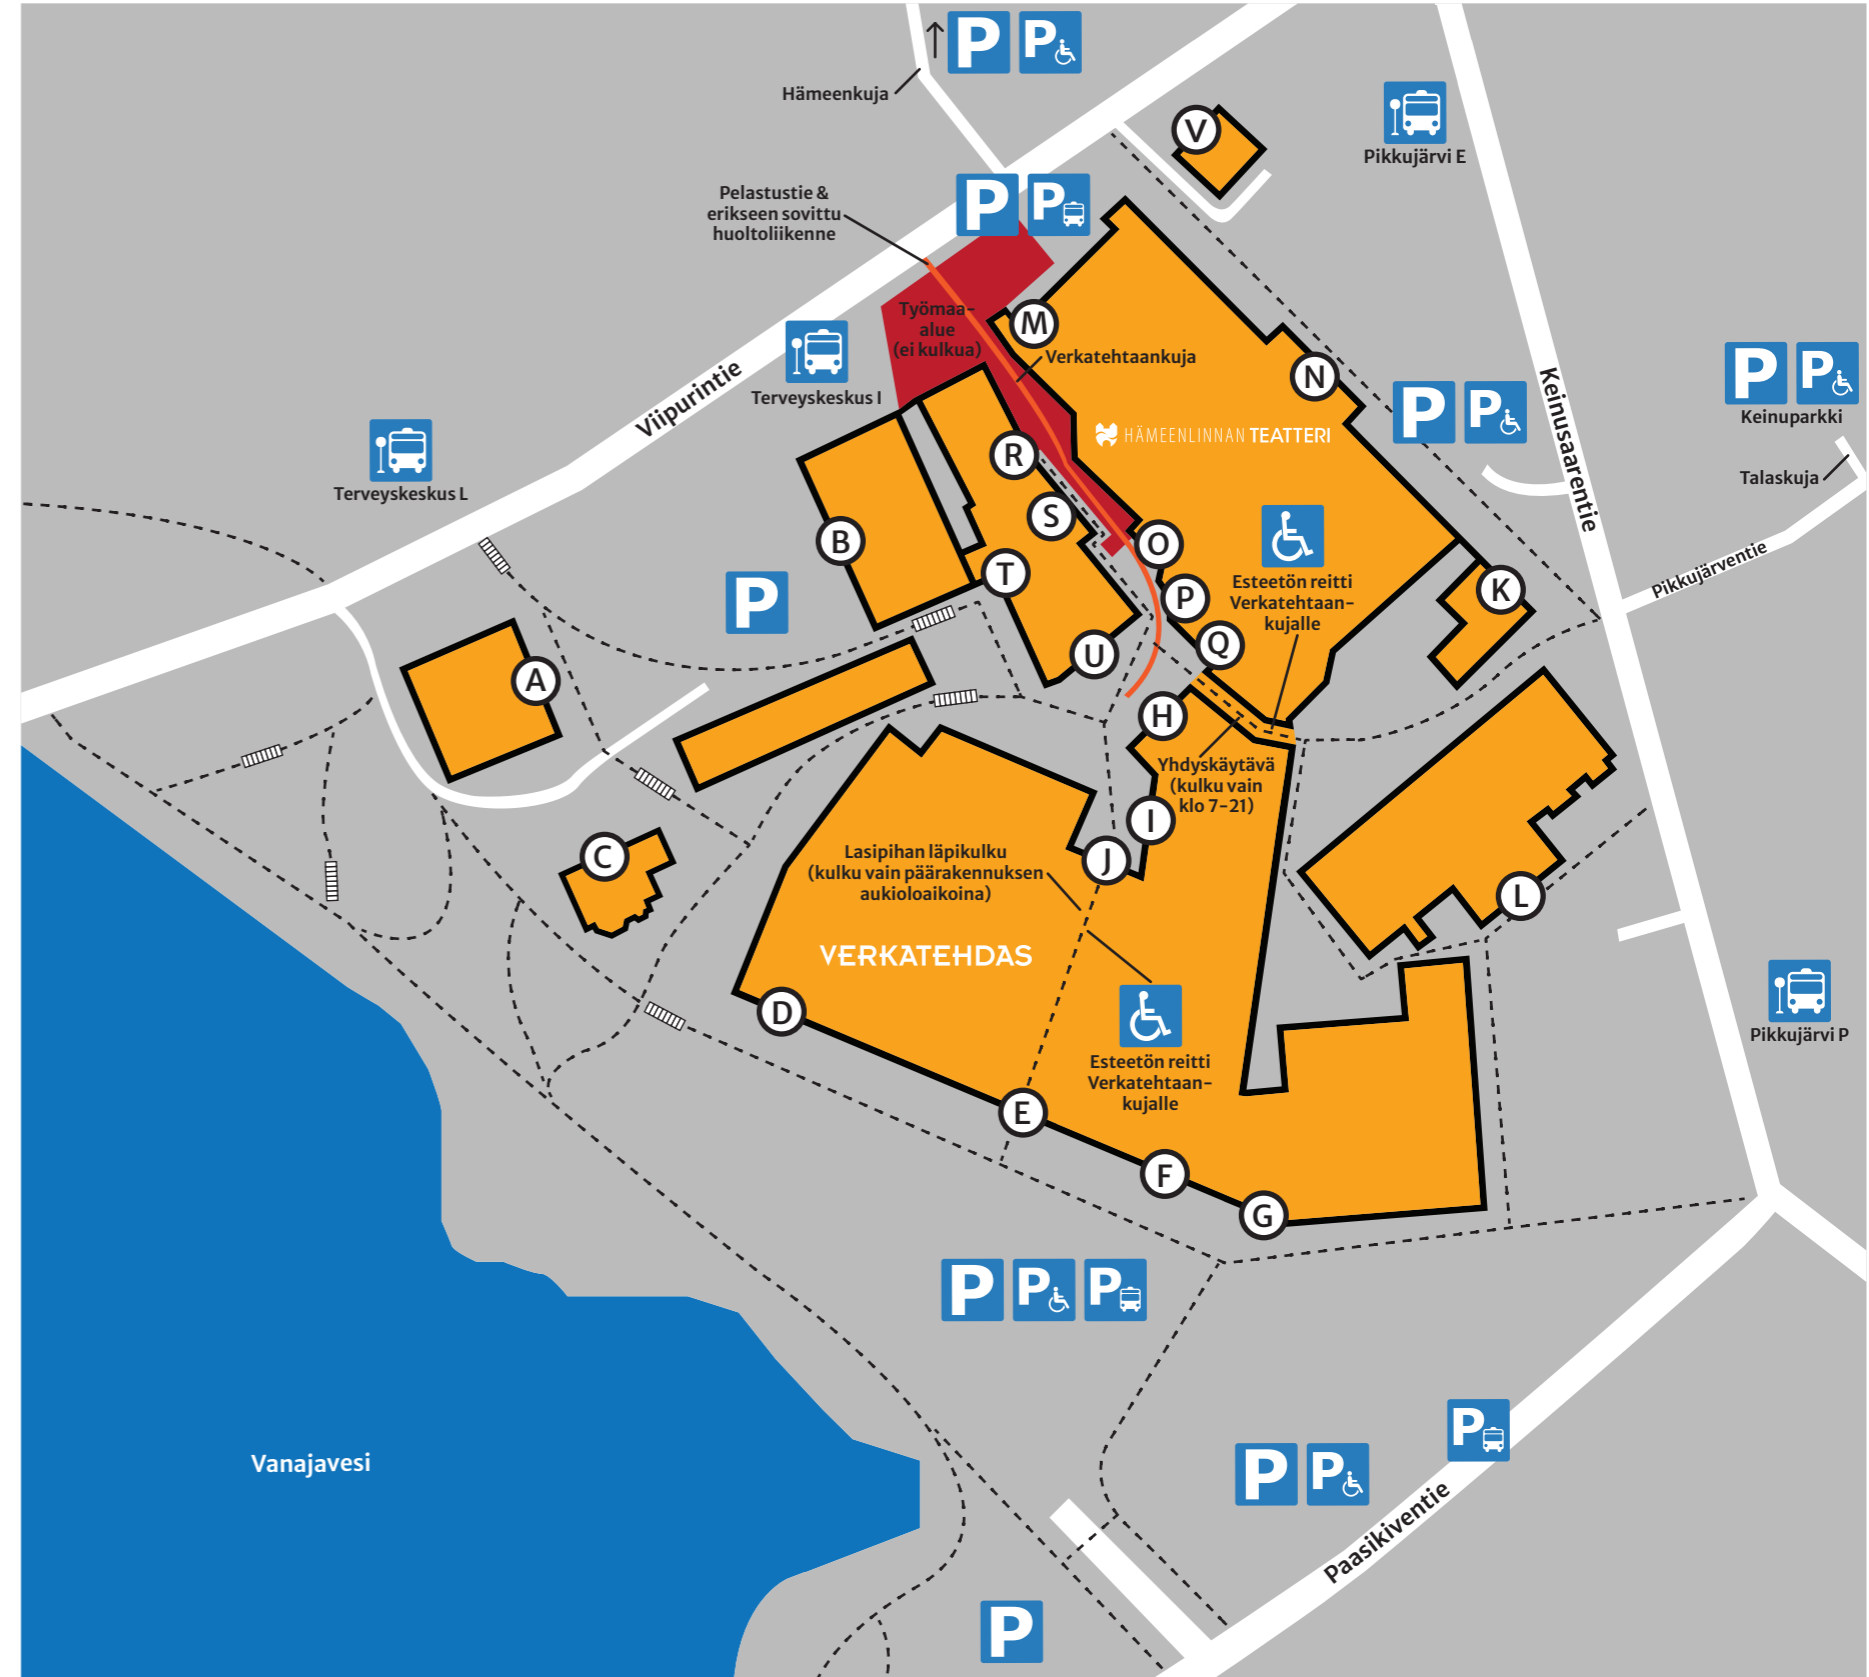 P
P
Hämeenkuja
V
Pikkujärvi E
Pelastustie &
erikseen sovittu
huoltoliikenne
P
P
Työmaa-
alue
(ei kulkua)
M
Verkatehtaankuja
N
Terveyskeskus I
Viipurintie
Keinusaarentie
P
P
Keinuparkki
Talaskuja
P
P
HÄMEENLINNAN TEATTERI
Terveyskeskus L
R
S
B
T
O
P
Q
U
Esteetön reitti
Verkatehtaan-
kujalle
K
Pikkujärventie
P
A
H
Yhdyskäytävä
(kulku vain
klo 7-21)
I
J
C
Lasipihan läpikulku
(kulku vain päärakennuksen
aukioloaikoina)
VERKATEHDAS
L
D
Esteetön reitti
Verkatehtaan-
kujalle
Pikkujärvi P
E
F
G
P
P
P
Vanajavesi
P
P
P
Paasikiventie
P